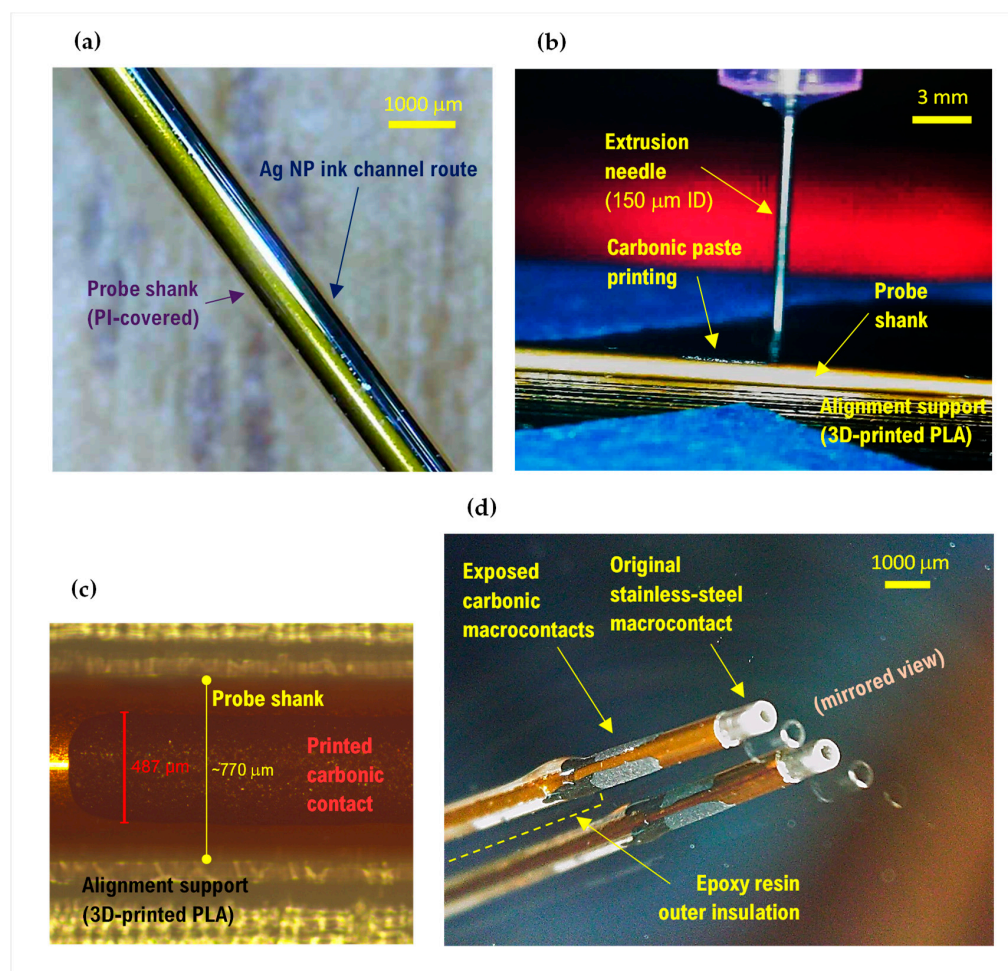 (a)
1000 μm
Ag NP ink channel route
Probe shank
(PI-covered)
(b)
3 mm
Extrusion
needle
(150 μm ID)
Carbonic paste
printing
Probe
shank
Alignment support
(3D-printed PLA)
(c)
Probe shank
487 μm
~770 μm
Printed
carbonic
contact
Alignment support
(3D-printed PLA)
(d)
1000 μm
Exposed
carbonic
macrocontacts
Original
stainless-steel
macrocontact
(mirrored view)
Epoxy resin
outer insulation